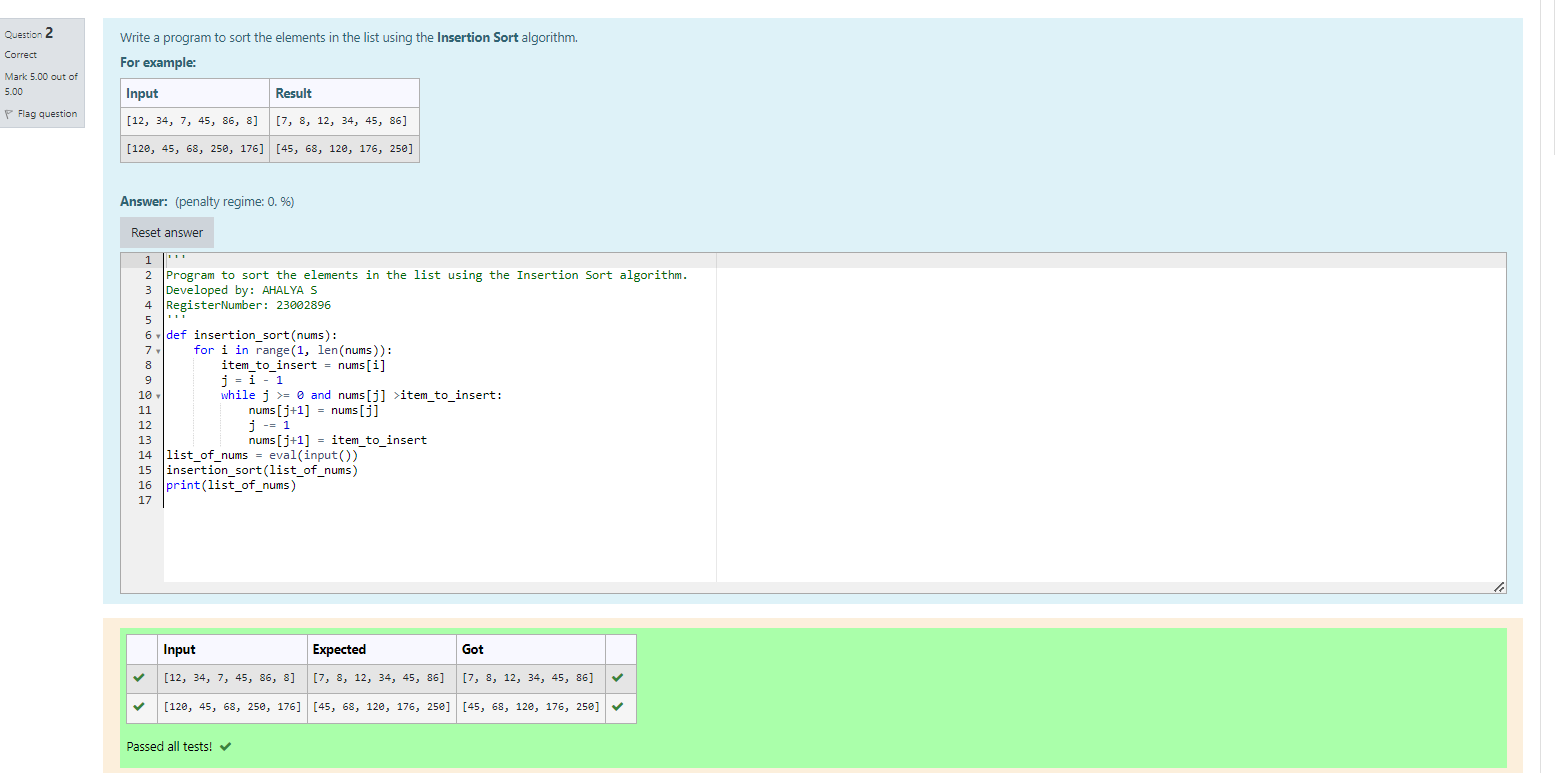 Question 2
Correct
Mark 5.00 out of
5.00
Flag question
Write a program to sort the elements in the list using the Insertion Sort algorithm.
For example:
Input Result
[12, 34, 7, 45, 86, 8] [7, 8, 12, 34, 45, 86]
[120, 45, 68, 250, 176] [45, 68, 120, 176, 250]
Answer: (penalty regime: 0. %)
Reset answer
1 '''
2 Program to sort the elements in the list using the Insertion Sort algorithm.
3 Developed by: AHALYA S
4 RegisterNumber: 23002896
5 '''
6 def insertion_sort(nums):
7     for i in range(1, len(nums)):
8         item_to_insert = nums[i]
9         j = i - 1
10         while j >= 0 and nums[j] >item_to_insert:
11             nums[j+1] = nums[j]
12             j -= 1
13             nums[j+1] = item_to_insert
14 list_of_nums = eval(input())
15 insertion_sort(list_of_nums)
16 print(list_of_nums)
17
Input Expected Got
[12, 34, 7, 45, 86, 8] [7, 8, 12, 34, 45, 86] [7, 8, 12, 34, 45, 86]
[120, 45, 68, 250, 176] [45, 68, 120, 176, 250] [45, 68, 120, 176, 250]
Passed all tests!